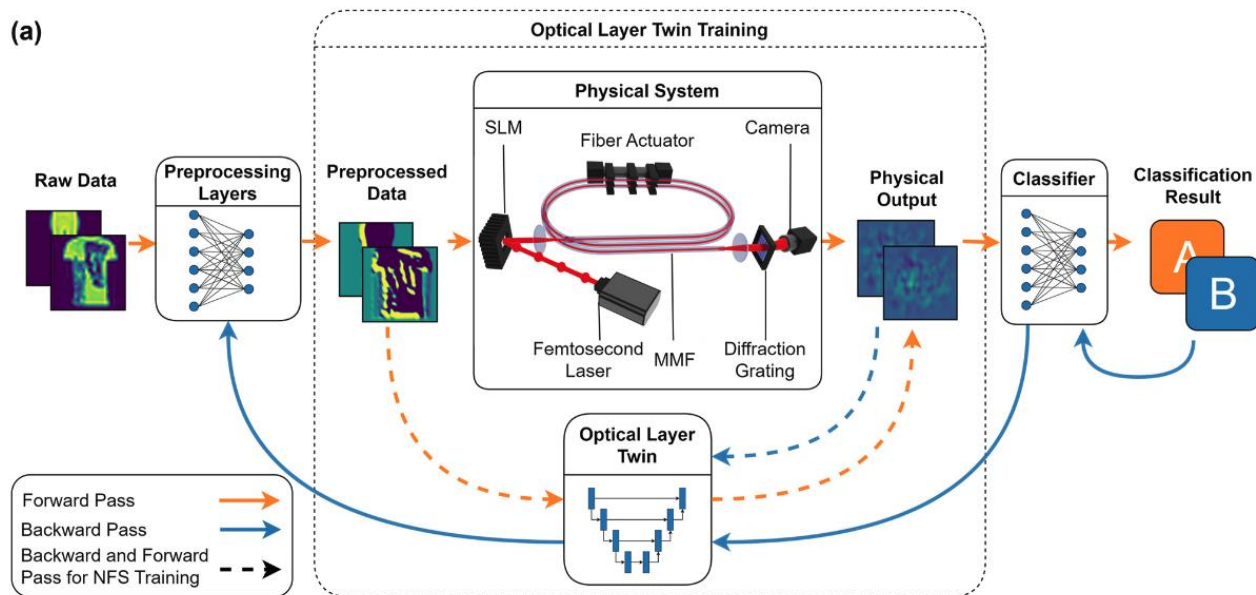 (a)
Optical Layer Twin Training
Physical System
SLM
Fiber Actuator
Camera
Raw Data
Preprocessing
Layers
Preprocessed
Data
Physical
Output
Classifier
Classification
Result
A
B
Femtosecond
Laser
MMF
Diffraction
Grating
Optical Layer
Twin
Forward Pass
Backward Pass
Backward and Forward
Pass for NFS Training